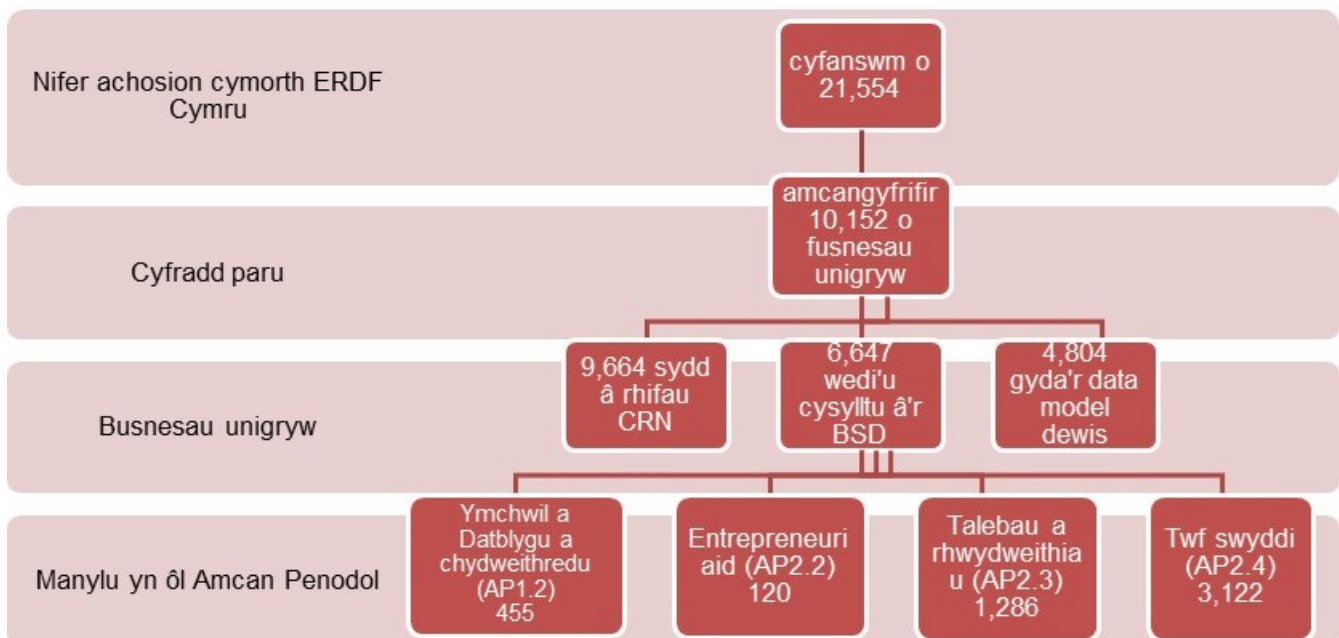 Nifer achosion cymorth ERDF
Cymru
cyfanswm o
21,554
Cyfradd paru
amcangyfrifir
10,152 o
fusnesau
unigryw
Busnesau unigryw
9,664 sydd
â rhifau
CRN
6,647
wedi'u
cysylltu â'r
BSD
4,804
gyda'r data
model
dewis
Manylu yn ôl Amcan Penodol
Ymchwil a
Datblygu a
chydweithredu
(AP1.2)
455
Entrepreneuri
aid (AP2.2)
120
Talebau a
rhwydweithia
u (AP2.3)
1,286
Twf swyddi
(AP2.4)
3,122